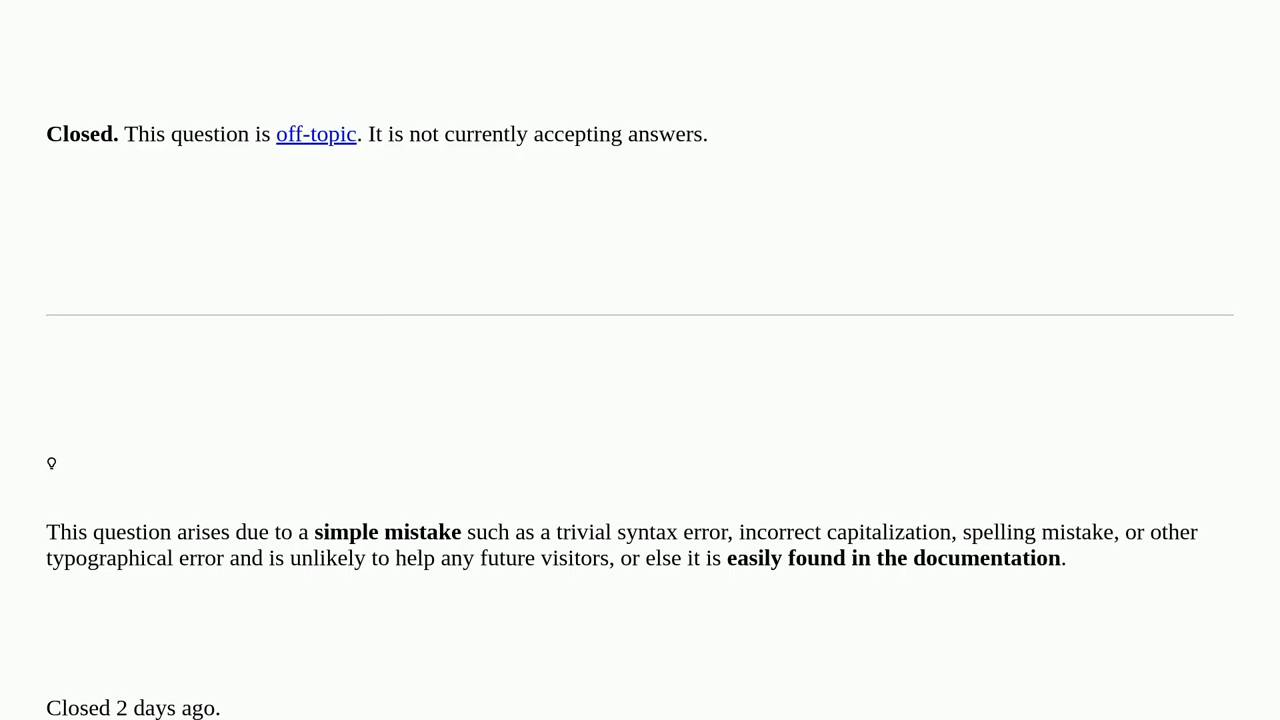 Closed. This question is off-topic. It is not currently accepting answers.
This question arises due to a simple mistake such as a trivial syntax error, incorrect capitalization, spelling mistake, or other
typographical error and is unlikely to help any future visitors, or else it is easily found in the documentation.
Closed 2 days ago.